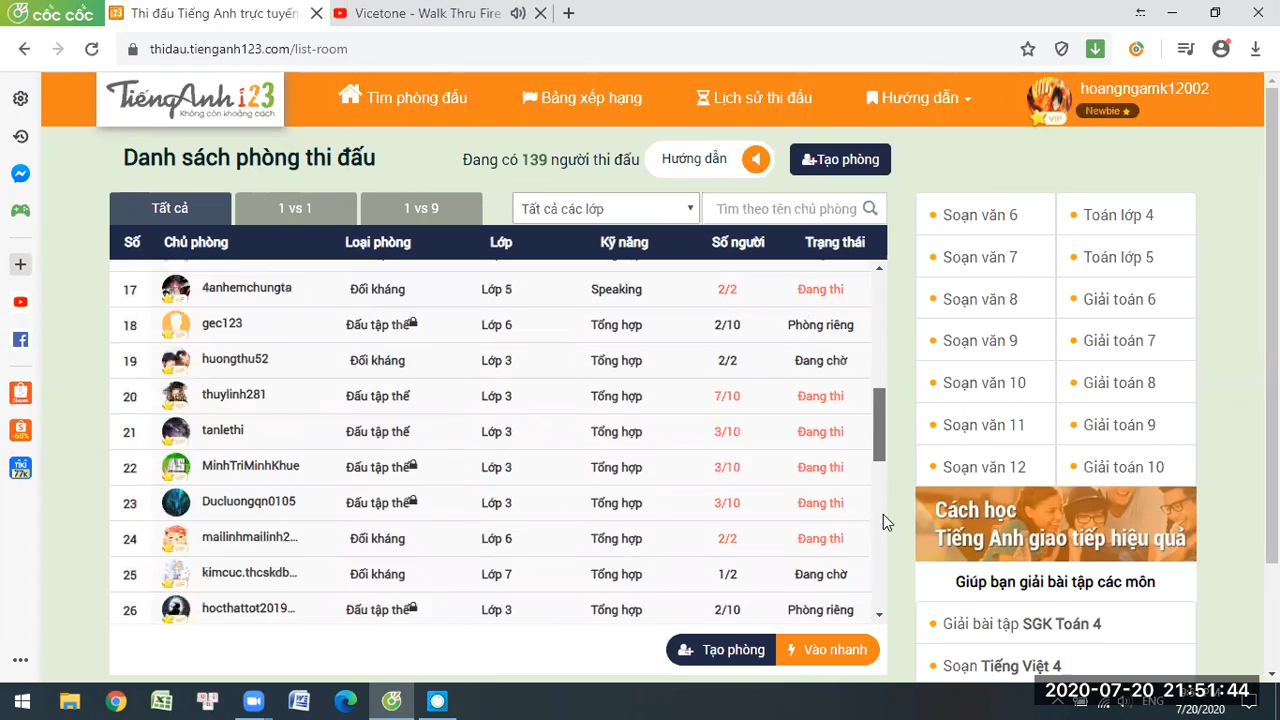 cốc cốc
Thi đấu Tiếng Anh trực tuyến
Vicetone - Walk Thru Fire
thidau.tienganh123.com/list-room
TiếngAnh 123
Không còn khoảng cách
Tìm phòng đấu
Bảng xếp hạng
Lịch sử thi đấu
Hướng dẫn
hoangngamk12002
VIP
Newbie
Danh sách phòng thi đấu
Đang có 139 người thi đấu
Hướng dẫn
Tạo phòng
Tất cả
1 vs 1
1 vs 9
Tất cả các lớp
Tìm theo tên chủ phòng
Số Chủ phòng Loại phòng Lớp Kỹ năng Số người Trạng thái
17 4anhemchungta Đối kháng Lớp 5 Speaking 2/2 Đang thi
18 gec123 Đấu tập thể Lớp 6 Tổng hợp 2/10 Phòng riêng
19 huongthu52 Đối kháng Lớp 3 Tổng hợp 2/2 Đang chờ
20 thuylinh281 Đấu tập thể Lớp 3 Tổng hợp 7/10 Đang thi
21 tanlethi Đấu tập thể Lớp 3 Tổng hợp 3/10 Đang thi
22 MinhTriMinhKhue Đấu tập thể Lớp 3 Tổng hợp 3/10 Đang thi
23 Ducluongqn0105 Đấu tập thể Lớp 3 Tổng hợp 3/10 Đang thi
24 mailinhmailinh2... Đối kháng Lớp 6 Tổng hợp 2/2 Đang thi
25 kimcuc.thcskdb... Đối kháng Lớp 7 Tổng hợp 1/2 Đang chờ
26 hocthattot2019... Đấu tập thể Lớp 3 Tổng hợp 2/10 Phòng riêng
Tạo phòng
Vào nhanh
Soạn văn 6 Toán lớp 4
Soạn văn 7 Toán lớp 5
Soạn văn 8 Giải toán 6
Soạn văn 9 Giải toán 7
Soạn văn 10 Giải toán 8
Soạn văn 11 Giải toán 9
Soạn văn 12 Giải toán 10
Cách học
Tiếng Anh giao tiếp hiệu quả
Giúp bạn giải bài tập các môn
Giải bài tập SGK Toán 4
Soạn Tiếng Việt 4
2020-07-20 21:51:44
ENG
7/20/2020